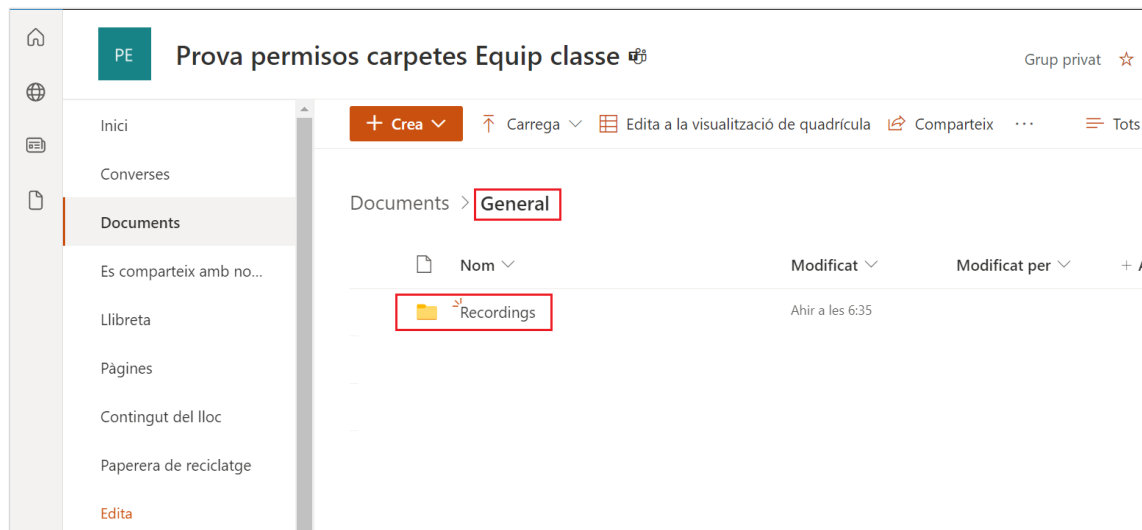 PE
Prova permisos carpetes Equip classe
Grup privat
Inici
Converses
Documents
Es comparteix amb no...
Llibreta
Pàgines
Contingut del lloc
Paperera de reciclatge
Edita
+ Crea
Carrega
Edita a la visualització de quadrícula
Comparteix
...
Tots
Documents > General
Nom
Modificat
Modificat per
+ A
Recordings
Ahir a les 6:35